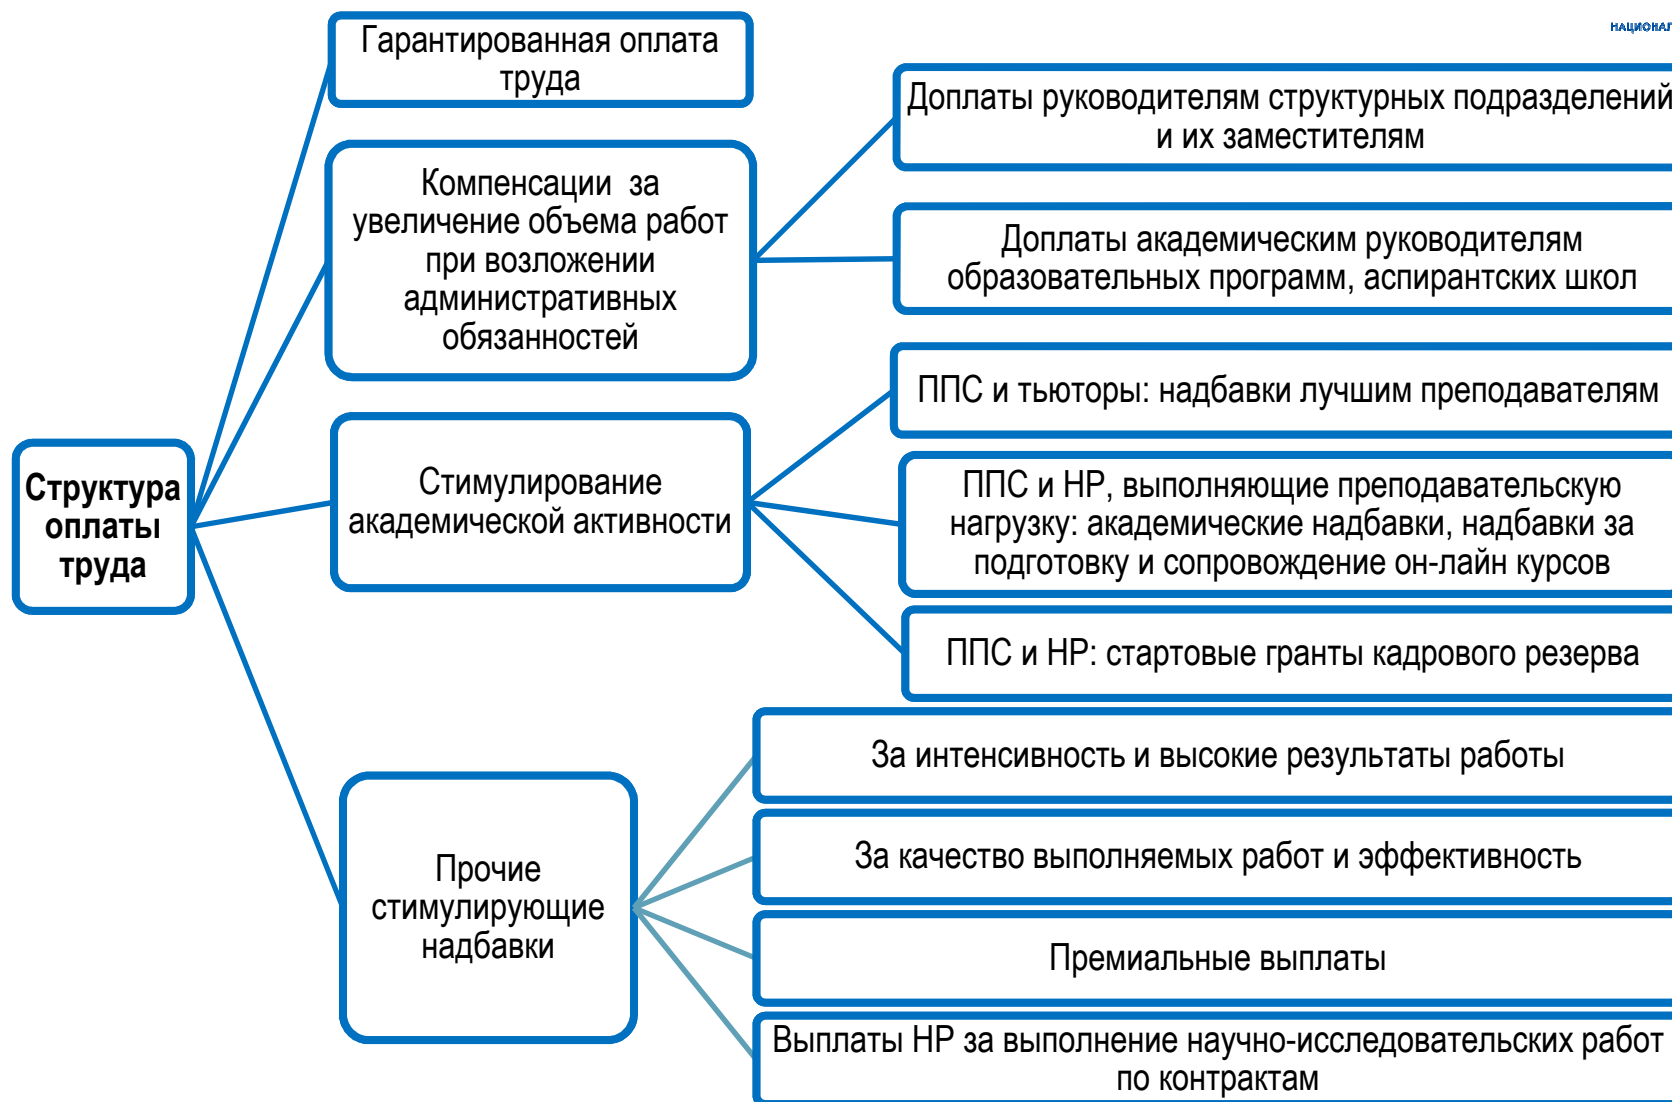 НАЦИОНАЛ
Гарантированная оплата
труда
Доплаты руководителям структурных подразделений
и их заместителям
Компенсации за
увеличение объема работ
при возложении
административных
обязанностей
Доплаты академическим руководителям
образовательных программ, аспирантских школ
ППС и тьюторы: надбавки лучшим преподавателям
Структура
оплаты
труда
Стимулирование
академической активности
ППС и НР, выполняющие преподавательскую
нагрузку: академические надбавки, надбавки за
подготовку и сопровождение он-лайн курсов
ППС и НР: стартовые гранты кадрового резерва
Прочие
стимулирующие
надбавки
За интенсивность и высокие результаты работы
За качество выполняемых работ и эффективность
Премиальные выплаты
Выплаты НР за выполнение научно-исследовательских работ
по контрактам